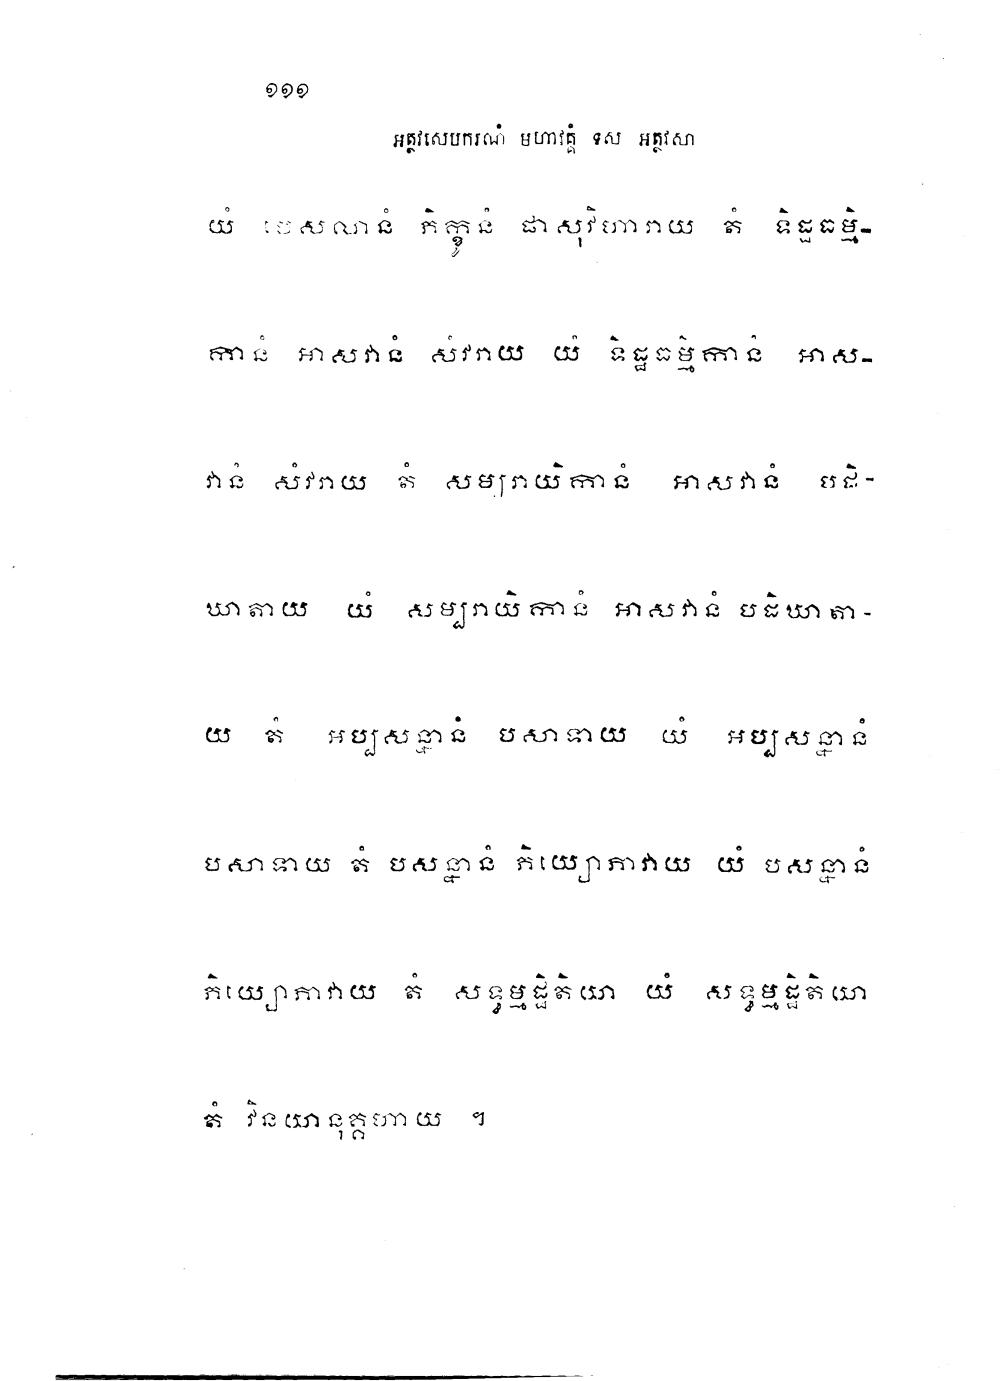 ១១១
អត្ថវសេបករណំ មហាវគ្គំ ទស អត្ថវសា
យំ បេសលានំ ភិក្ខូនំ ផាសុវិហារាយ តំ ទិដ្ឋធម្មិ-
កានំ អាសវានំ សំវរាយ យំ ទិដ្ឋធម្មិកានំ អាស-
វានំ សំវរាយ តំ សម្បរាយិកានំ អាសវានំ បដិ-
ឃាតាយ យំ សម្បរាយិកានំ អាសវានំ បដិឃាតា-
យ តំ អប្បសន្នានំ បសាទាយ យំ អប្បសន្នានំ
បសាទាយ តំ បសន្នានំ ភិយ្យោភាវាយ យំ បសន្នានំ
ភិយ្យោភាវាយ តំ សទ្ធម្មដ្ឋិតិយា យំ សទ្ធម្មដ្ឋិតិយា
តំ វិនយានុគ្គហាយ ។